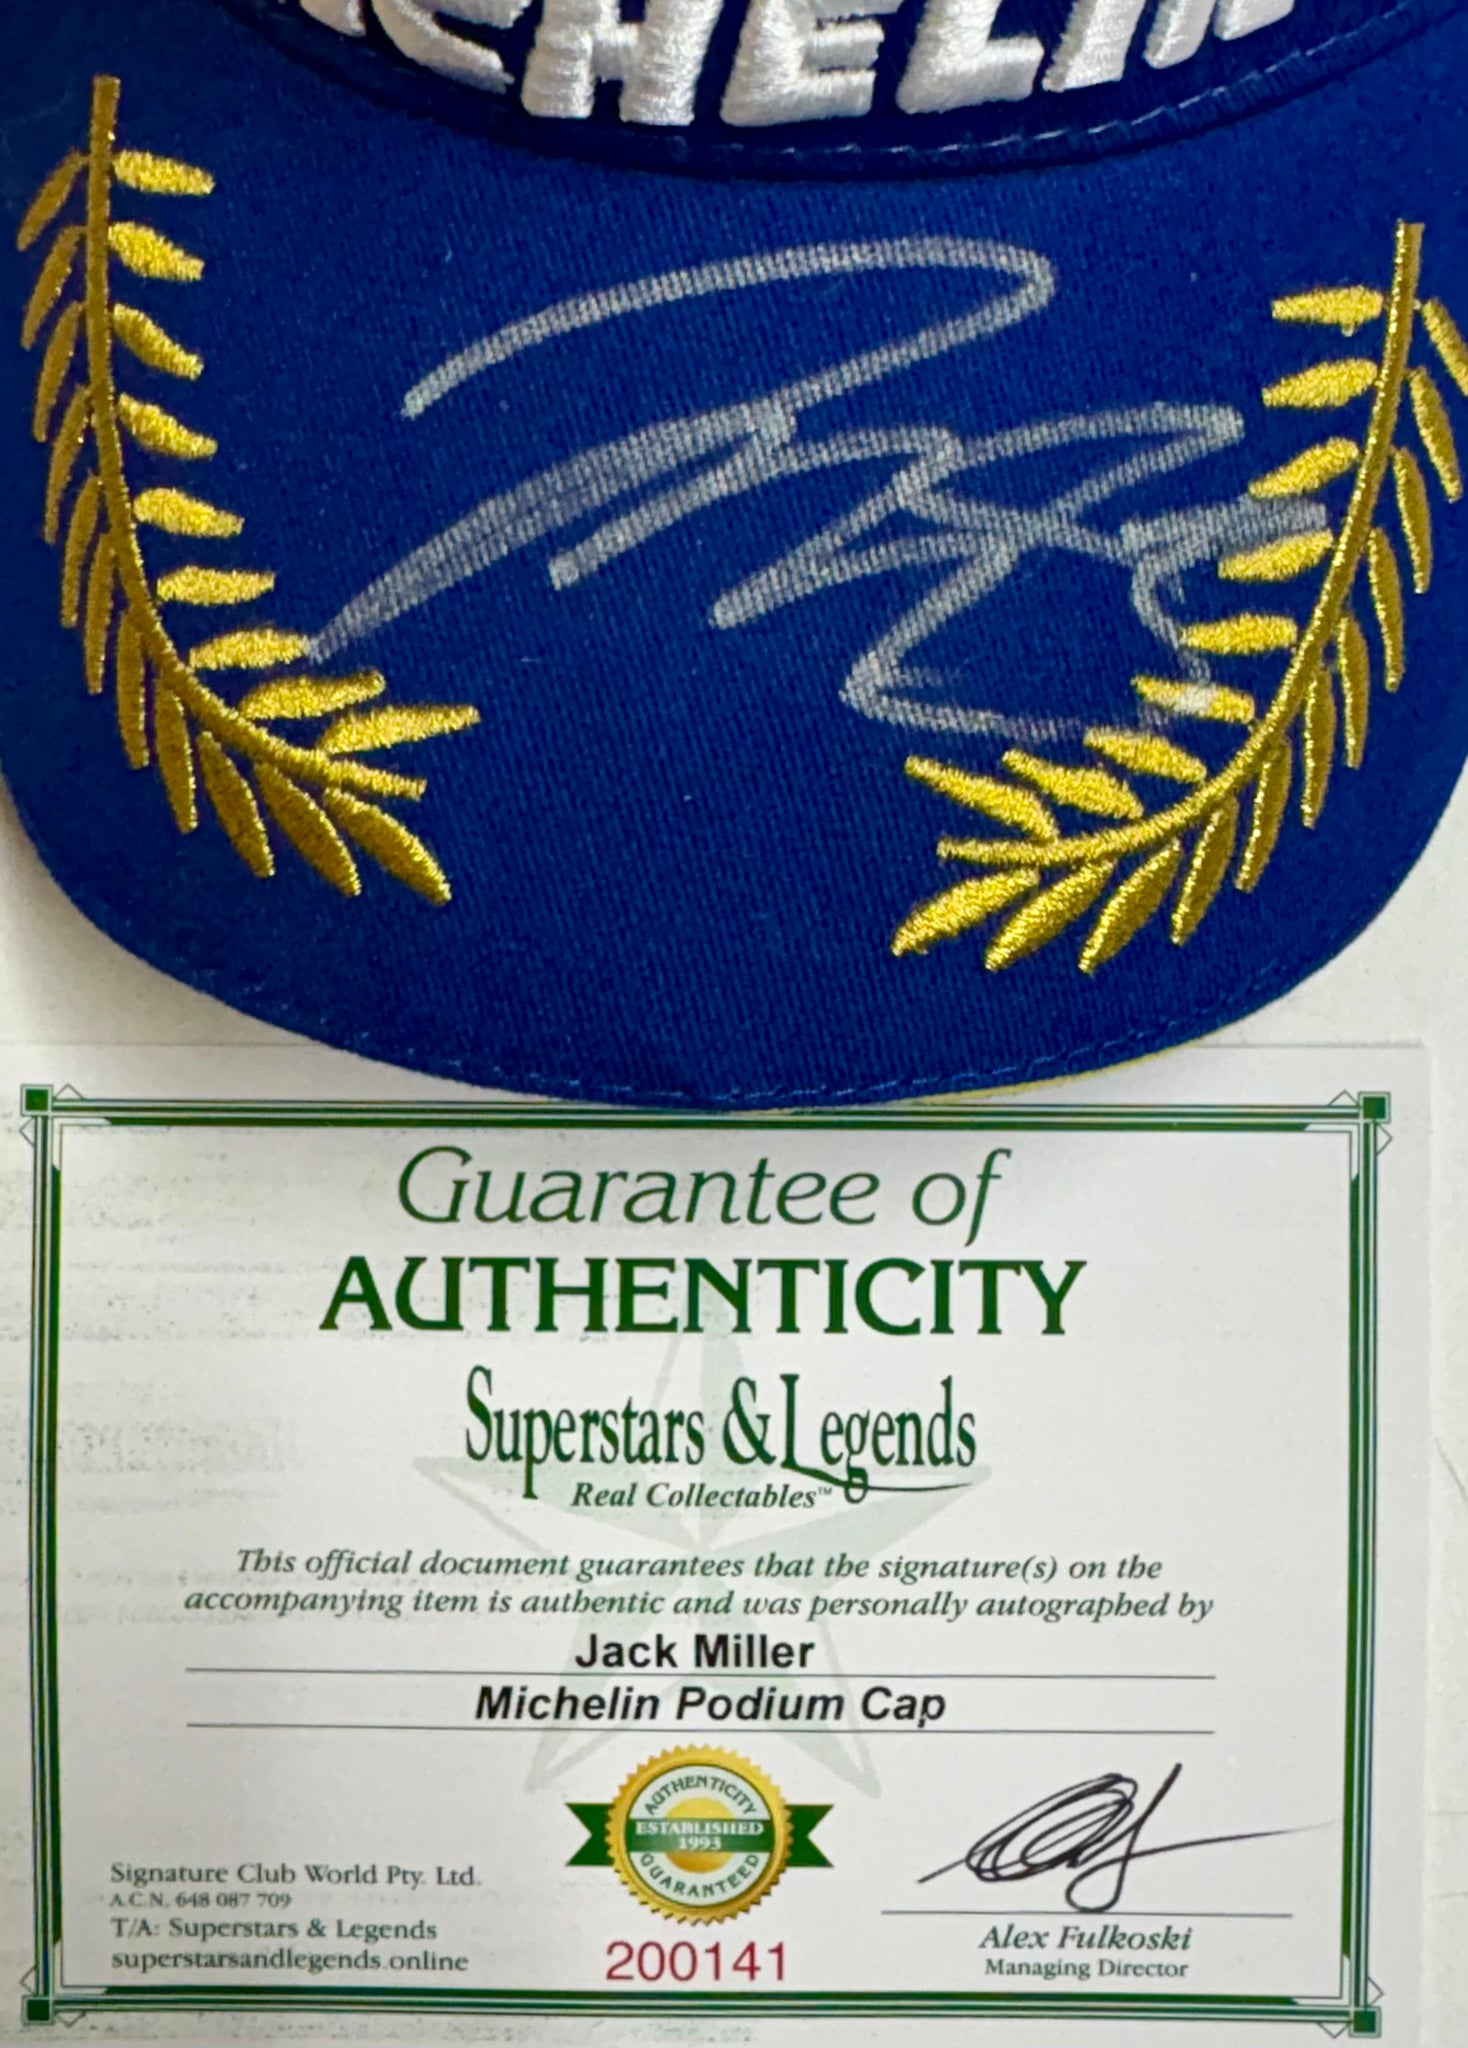 MICHELIN
Guarantee of
AUTHENTICITY
Superstars & Legends
Real Collectables™
This official document guarantees that the signature(s) on the
accompanying item is authentic and was personally autographed by
Jack Miller
Michelin Podium Cap
AUTHENTICITY
ESTABLISHED
1993
GUARANTEED
Signature Club World Pty. Ltd.
A.C.N. 648 087 709
T/A: Superstars & Legends
superstarsandlegends.online
200141
Alex Fulkoski
Managing Director